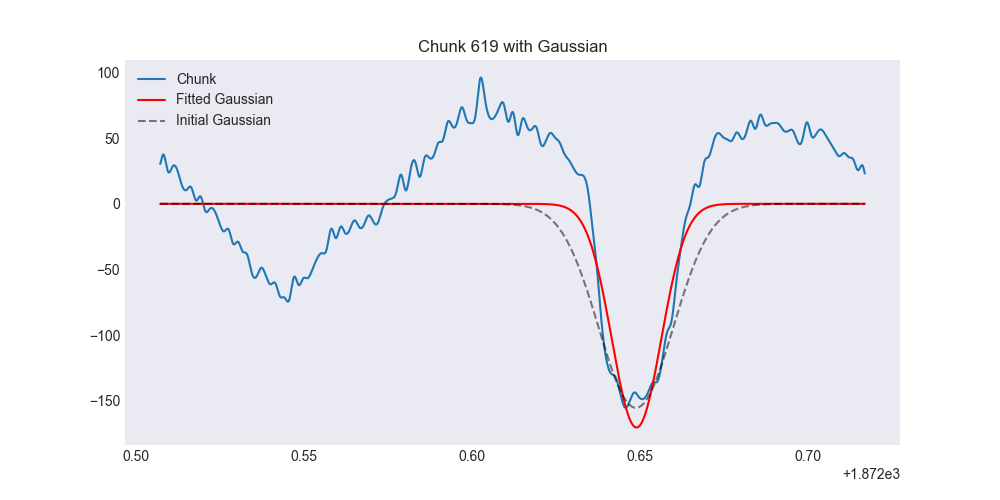 Chunk 619 with Gaussian
Chunk
Fitted Gaussian
Initial Gaussian
100
50
0
−50
−100
−150
0.50 0.55 0.60 0.65 0.70
+1.872e3